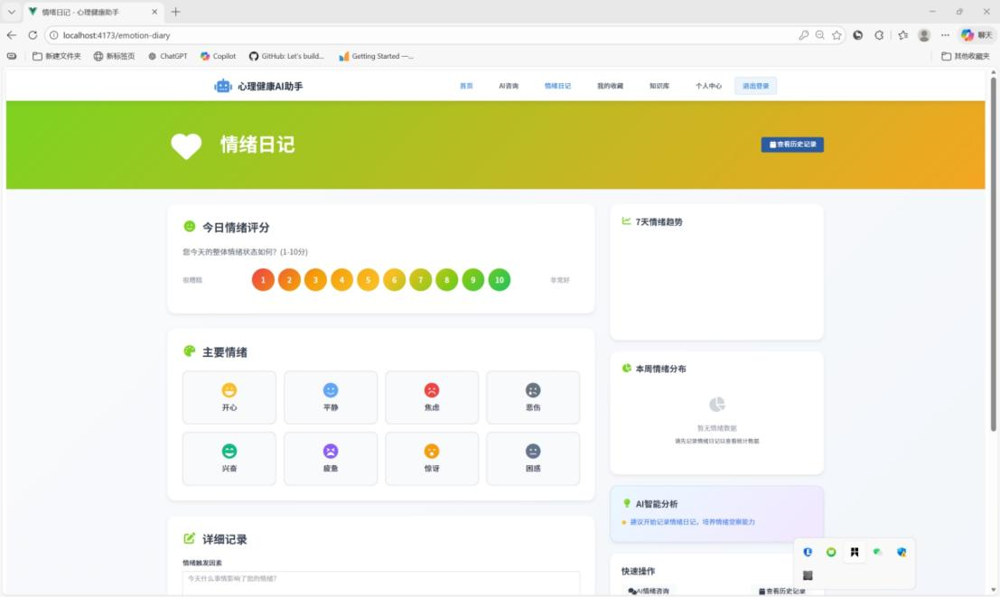 情绪日记 - 心理健康AI助手
localhost:4173/emotion-diary
聊天
新建文件夹
新标签页
ChatGPT
Copilot
GitHub: Let's build...
Getting Started —...
其他收藏夹
心理健康AI助手
首页
AI咨询
情绪日记
我的收藏
知识库
个人中心
退出登录
情绪日记
查看历史记录
今日情绪评分
您今天的整体情绪状态如何？(1-10分)
很糟糕
1
2
3
4
5
6
7
8
9
10
非常好
主要情绪
开心
平静
焦虑
悲伤
兴奋
疲惫
惊讶
困惑
详细记录
情绪触发因素
今天什么事情影响了您的情绪？
7天情绪趋势
本周情绪分布
暂无情绪数据
请先记录情绪日记以查看统计数据
AI智能分析
建议开始记录情绪日记，培养情绪觉察能力
快速操作
AI情绪咨询
查看历史记录